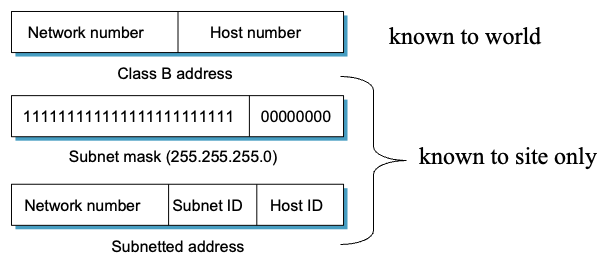 Network number Host number known to world
Class B address
111111111111111111111111 00000000
Subnet mask (255.255.255.0)
known to site only
Network number Subnet ID Host ID
Subnetted address